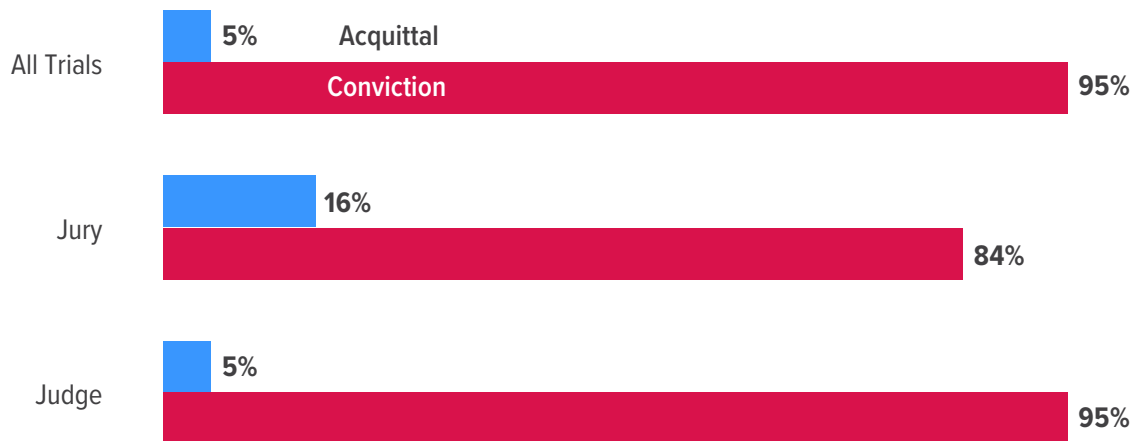 5% Acquittal
All Trials
Conviction 95%
16%
Jury
84%
5%
Judge
95%